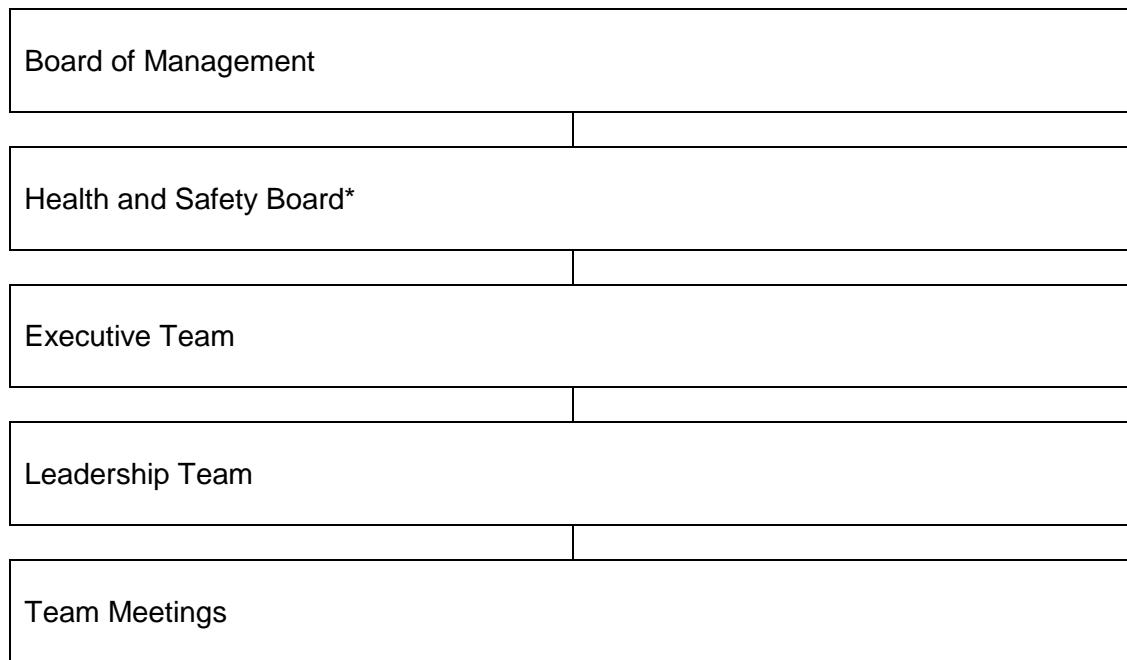 Board of Management
Health and Safety Board*
Executive Team
Leadership Team
Team Meetings